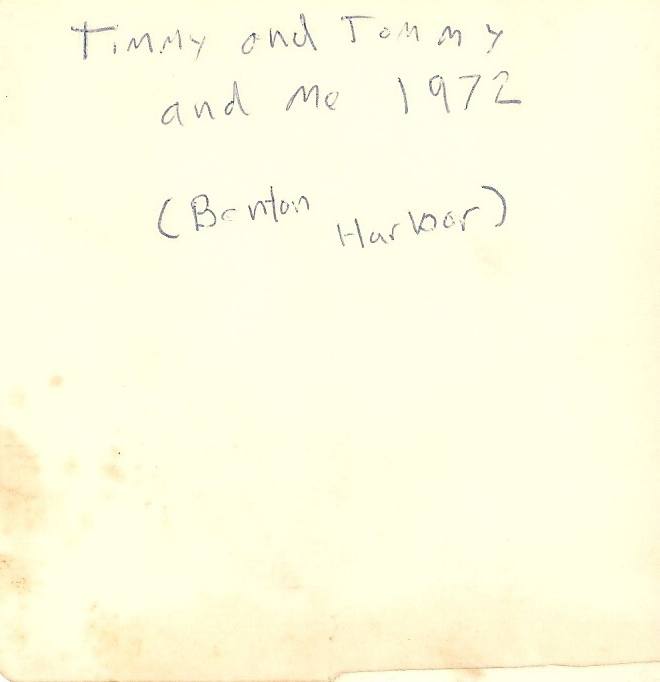 Timmy and Tommy
and Me 1972
(Benton Harbor)